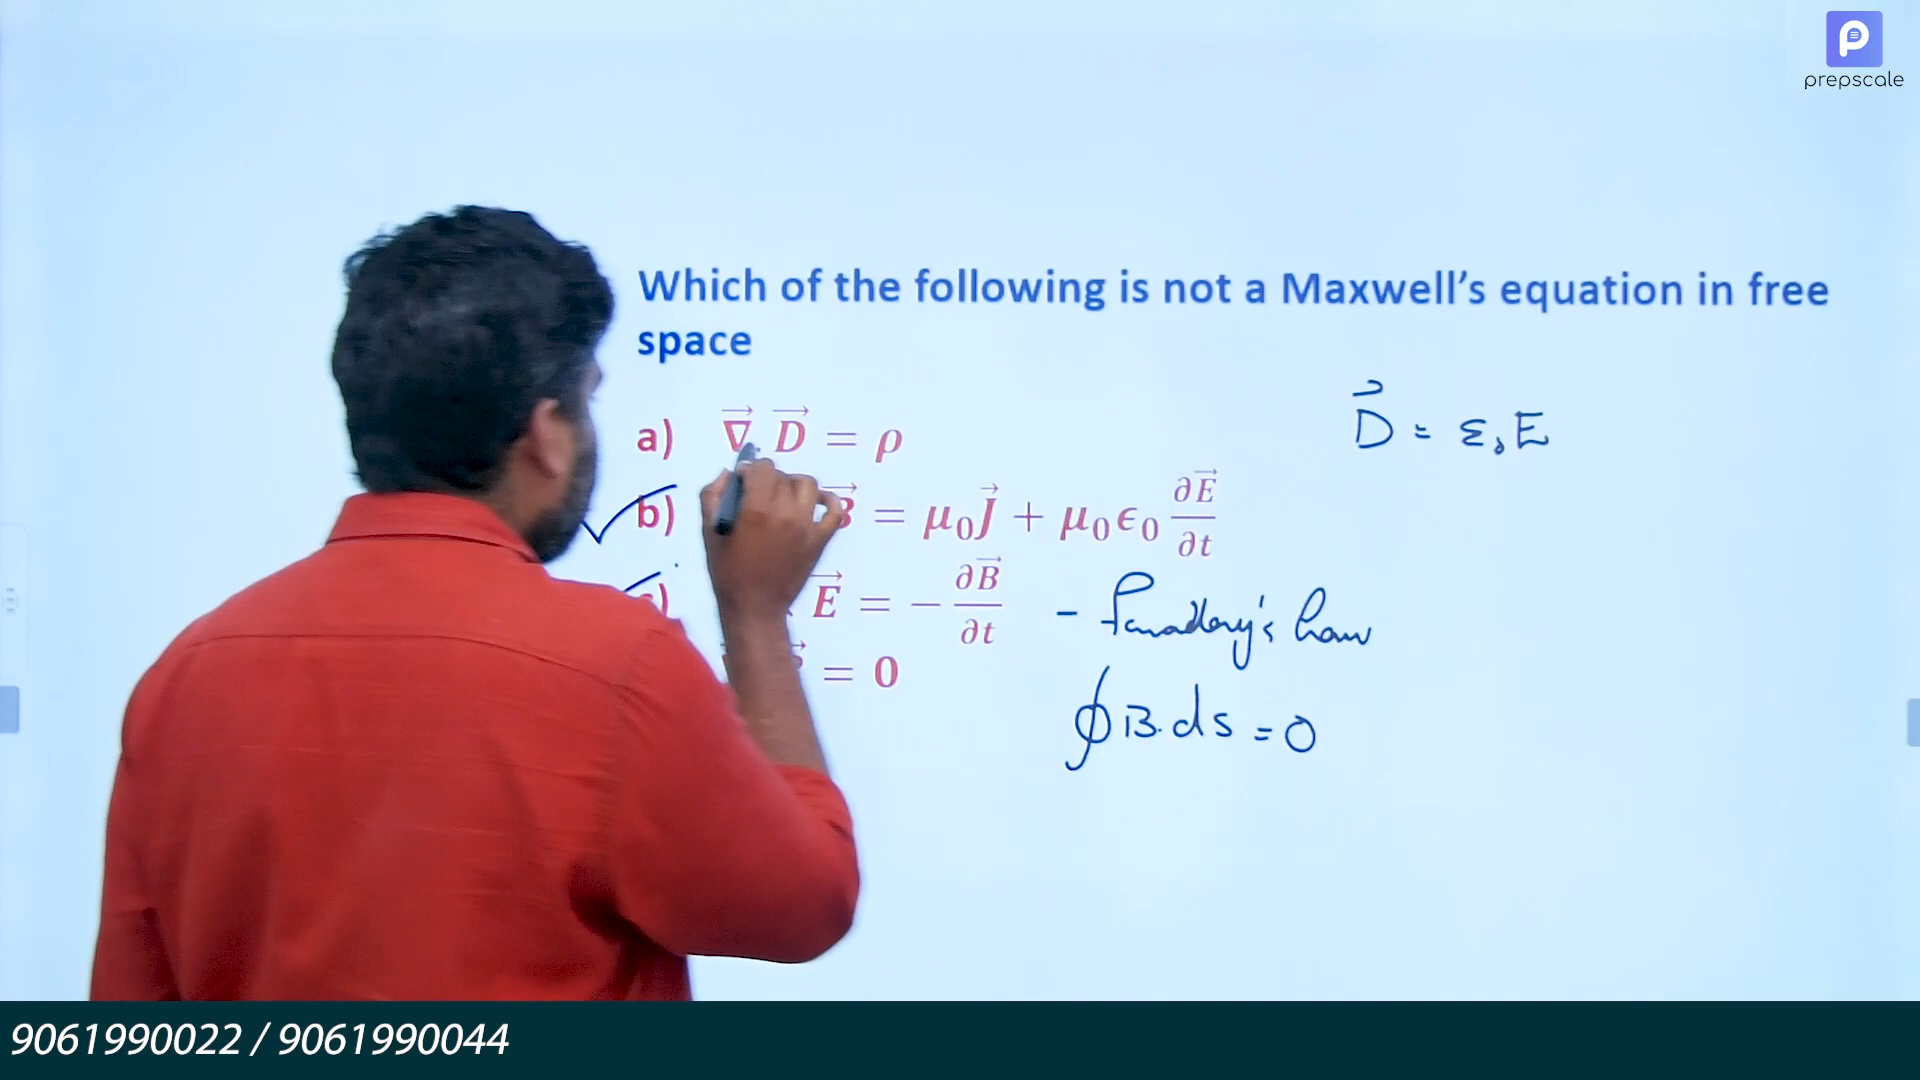 prepscale
Which of the following is not a Maxwell's equation in free
space
a) ∇⃗. D⃗ = ρ
D⃗ = ε₀E
b) B⃗ = μ₀J⃗ + μ₀ϵ₀ ∂E⃗/∂t
c) E⃗ = − ∂B⃗/∂t - Faraday's law
= 0
∮B.ds = 0
9061990022 / 9061990044